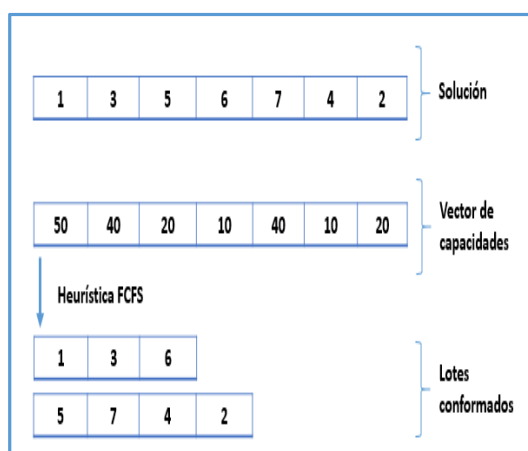 1 3 5 6 7 4 2
Solución
50 40 20 10 40 10 20
Vector de
capacidades
Heurística FCFS
1 3 6
5 7 4 2
Lotes
conformados